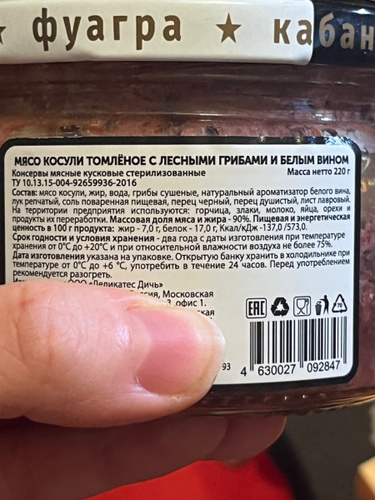 ★ фуагра ★ кабан
МЯСО КОСУЛИ ТОМЛЁНОЕ С ЛЕСНЫМИ ГРИБАМИ И БЕЛЫМ ВИНОМ
Консервы мясные кусковые стерилизованные Масса нетто 220 г
ТУ 10.13.15-004-92659936-2016
Состав: мясо косули, жир, вода, грибы сушеные, натуральный ароматизатор белого вина,
лук репчатый, соль поваренная пищевая, перец черный, перец душистый, лист лавровый.
На территории предприятия используются: горчица, злаки, молоко, яйца, орехи и
продукты их переработки. Массовая доля мяса и жира - 90%. Пищевая и энергетическая
ценность в 100 г продукта: жир - 7,0 г, белок - 17,0 г, Ккал/кДж -137,0 /573,0.
Срок годности и условия хранения - два года с даты изготовления при температуре
хранения от 0°С до +20°С и при относительной влажности воздуха не более 75%.
Дата изготовления указана на упаковке. Открытую банку хранить в холодильнике при
температуре от 0°С до +6 °С, употребить в течение 24 часов. Перед употреблением
рекомендуется разогреть.
ООО «Деликатес Дичь»
Московская
3, офис 1.
ская
EAC
93
4 630027 092847